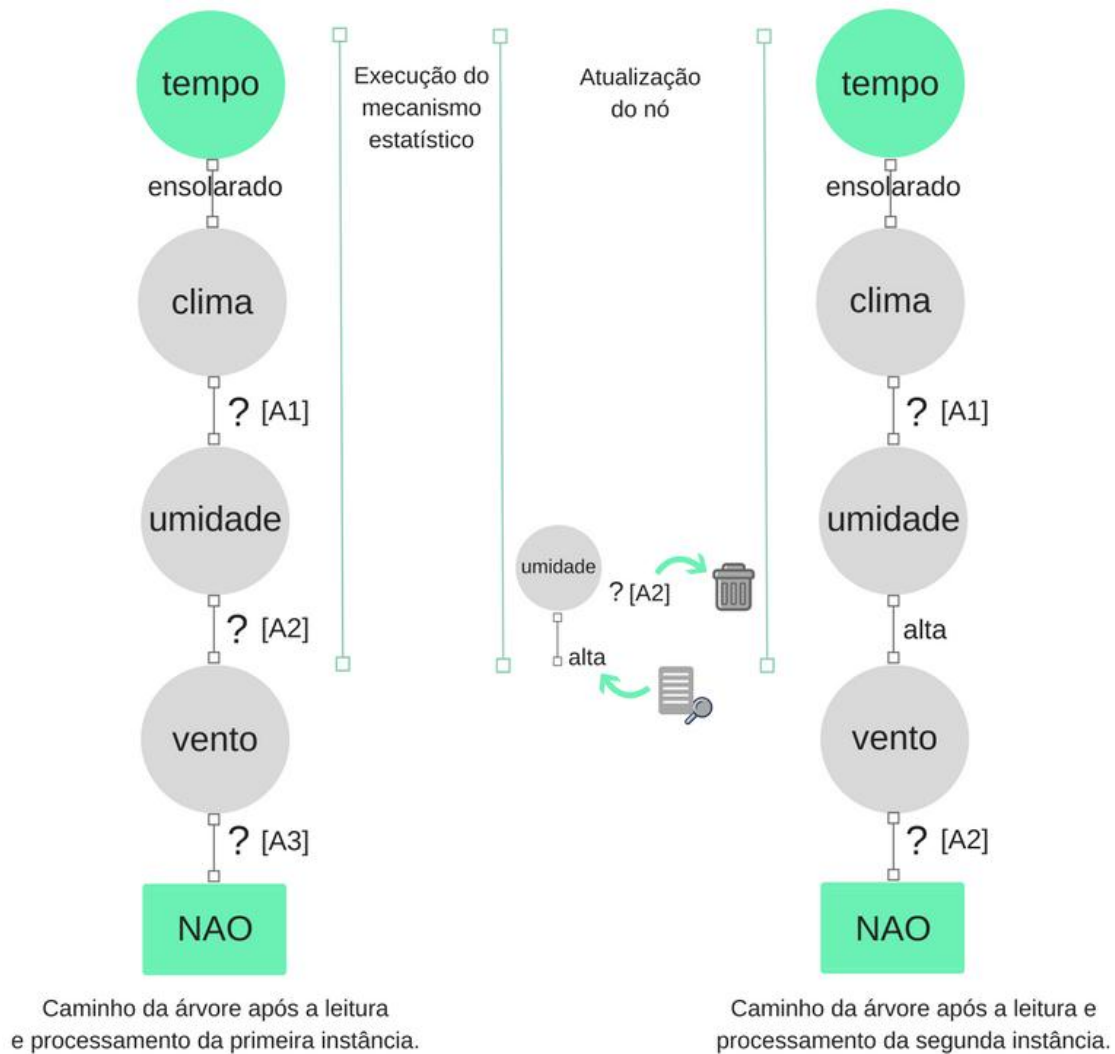 tempo
ensolarado
clima
? [A1]
umidade
? [A2]
vento
? [A3]
NAO
Caminho da árvore após a leitura
e processamento da primeira instância.
Execução do
mecanismo
estatístico
Atualização
do nó
umidade
? [A2]
alta
tempo
ensolarado
clima
? [A1]
umidade
alta
vento
? [A2]
NAO
Caminho da árvore após a leitura e
processamento da segunda instância.